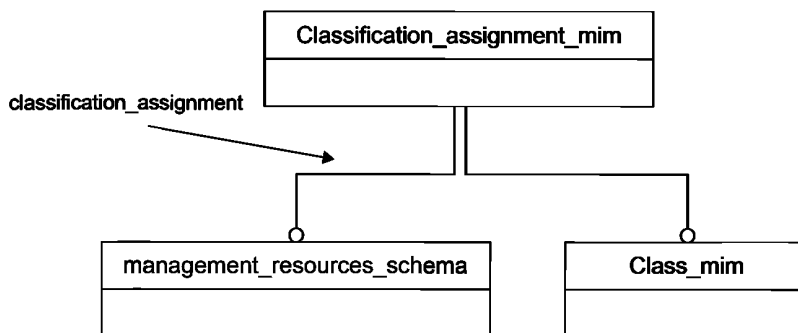 Classification_assignment_mim
classification_assignment
management_resources_schema
Class_mim